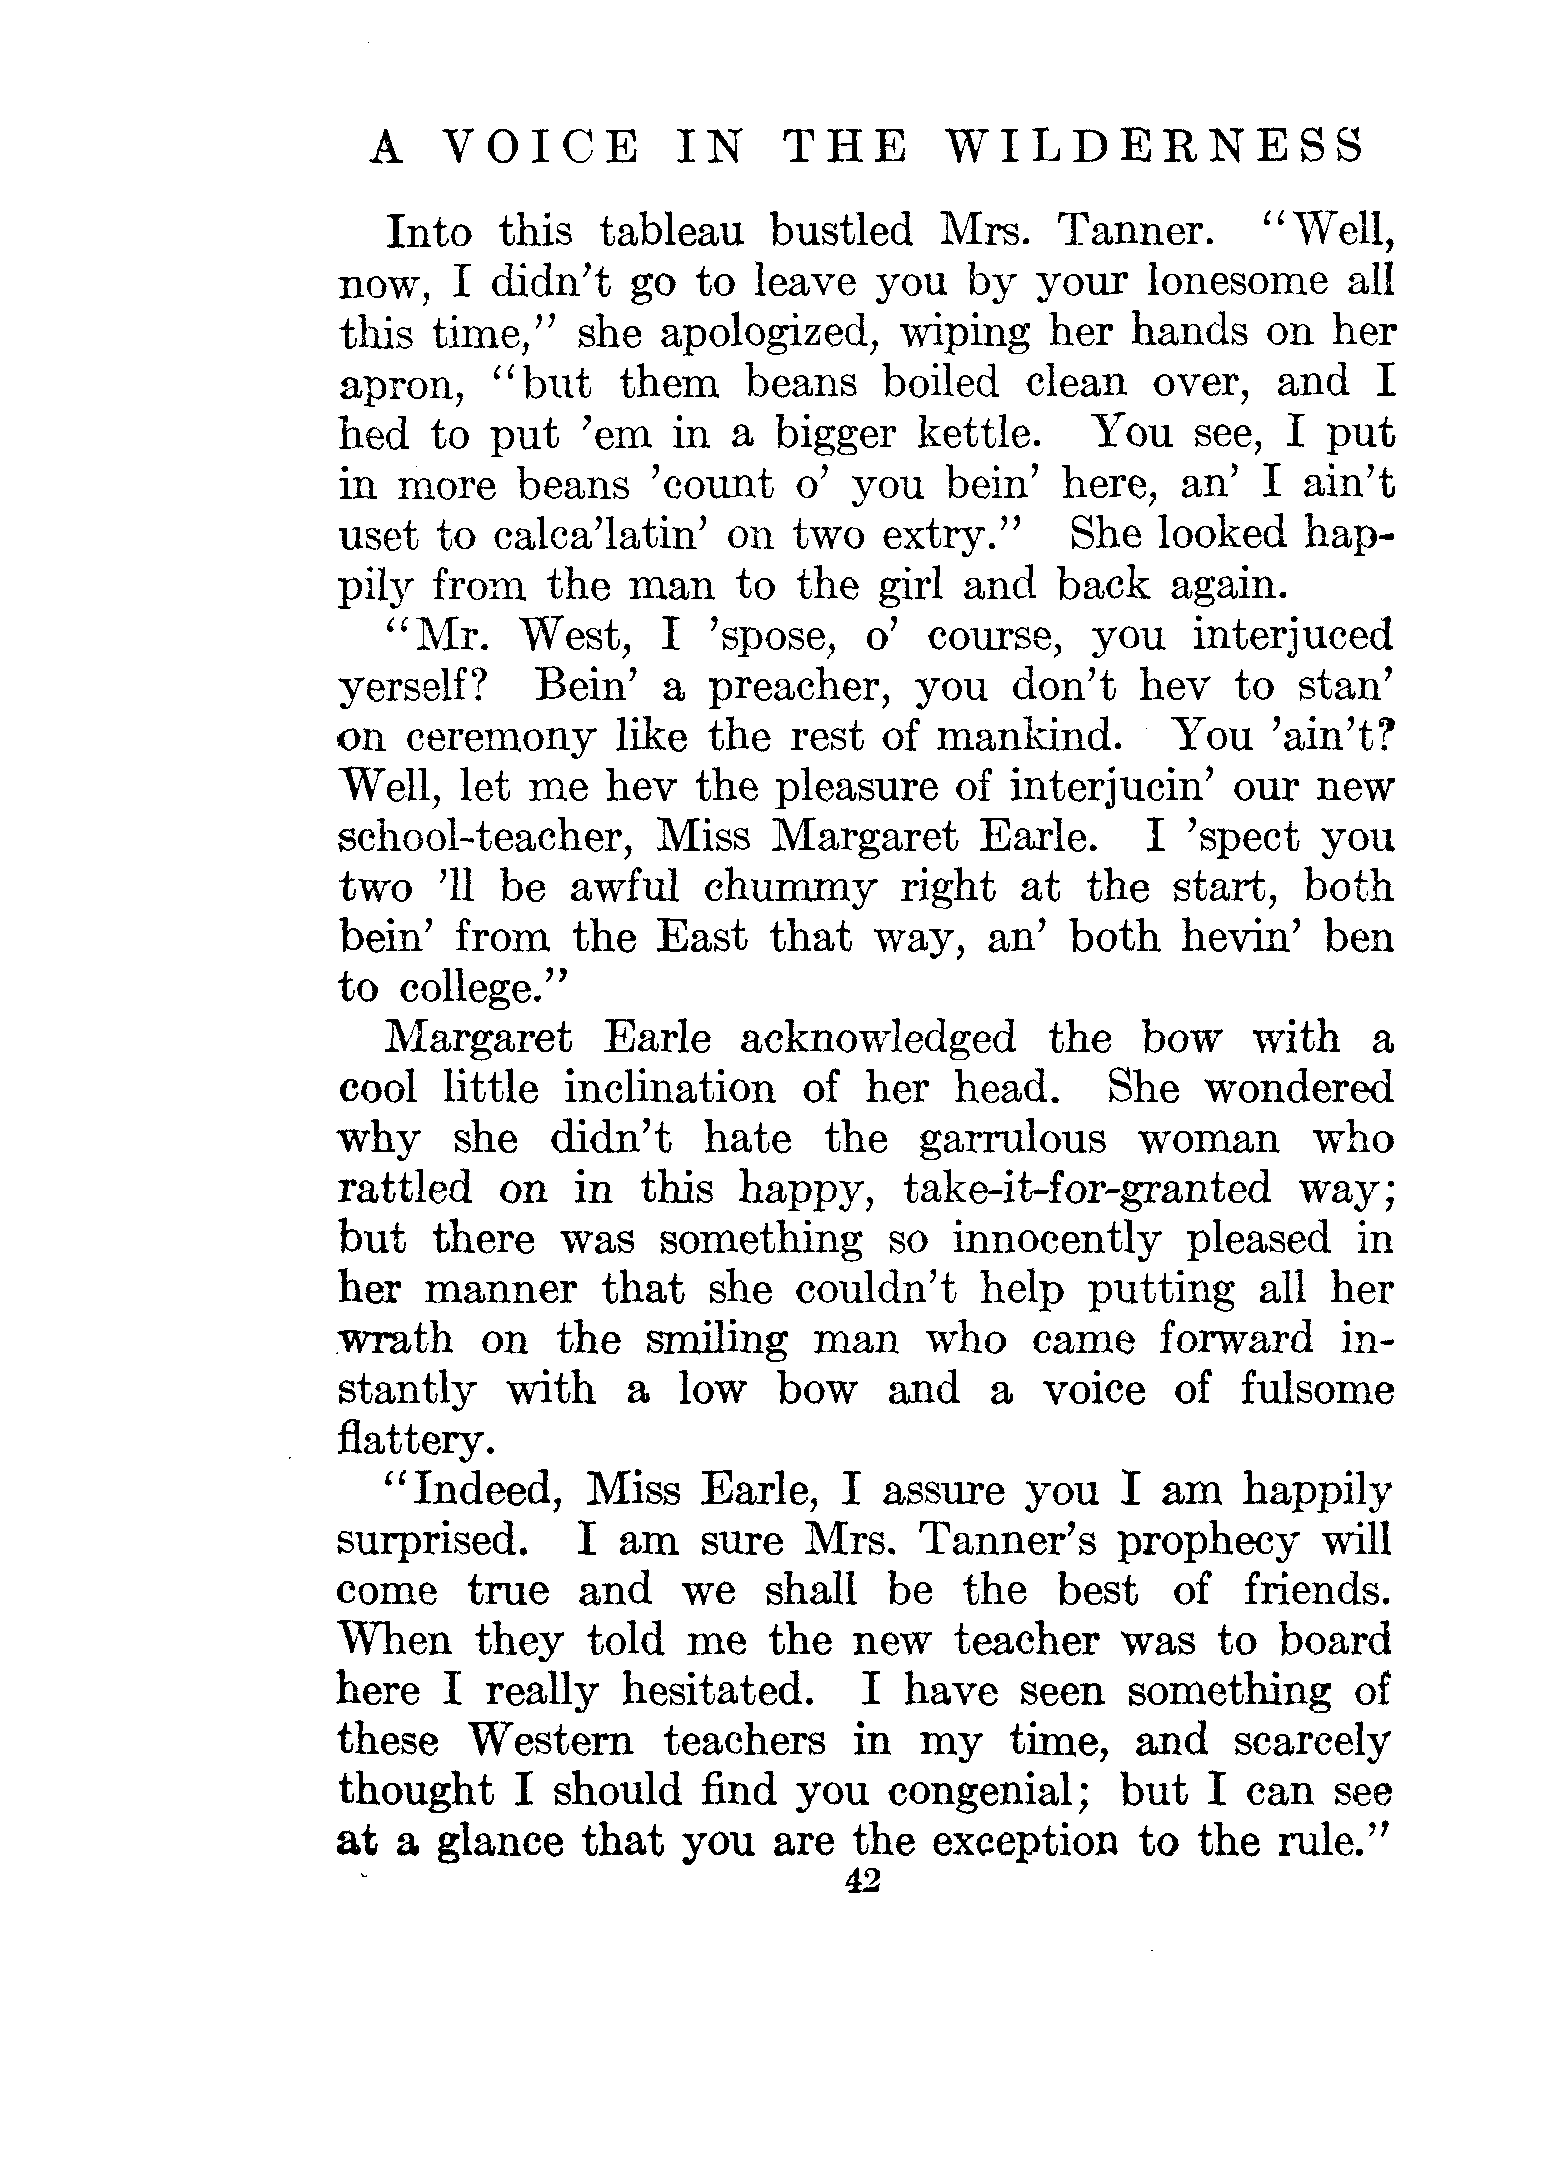 A VOICE IN THE WILDERNESS
Into this tableau bustled Mrs. Tanner. “Well,
now, I didn’t go to leave you by your lonesome all
this time,” she apologized, wiping her hands on her
apron, “but them beans boiled clean over, and I
hed to put ’em in a bigger kettle. You see, I put
in more beans ’count o’ you bein’ here, an’ I ain’t
uset to calca’latin’ on two extry.” She looked hap-
pily from the man to the girl and back again.
“Mr. West, I ’spose, o’ course, you interjuced
yerself? Bein’ a preacher, you don’t hev to stan’
on ceremony like the rest of mankind. You ’ain’t?
Well, let me hev the pleasure of interjucin’ our new
school-teacher, Miss Margaret Earle. I ’spect you
two ’ll be awful chummy right at the start, both
bein’ from the East that way, an’ both hevin’ ben
to college.”
Margaret Earle acknowledged the bow with a
cool little inclination of her head. She wondered
why she didn’t hate the garrulous woman who
rattled on in this happy, take-it-for-granted way;
but there was something so innocently pleased in
her manner that she couldn’t help putting all her
wrath on the smiling man who came forward in-
stantly with a low bow and a voice of fulsome
flattery.
“Indeed, Miss Earle, I assure you I am happily
surprised. I am sure Mrs. Tanner’s prophecy will
come true and we shall be the best of friends.
When they told me the new teacher was to board
here I really hesitated. I have seen something of
these Western teachers in my time, and scarcely
thought I should find you congenial; but I can see
at a glance that you are the exception to the rule.”
42